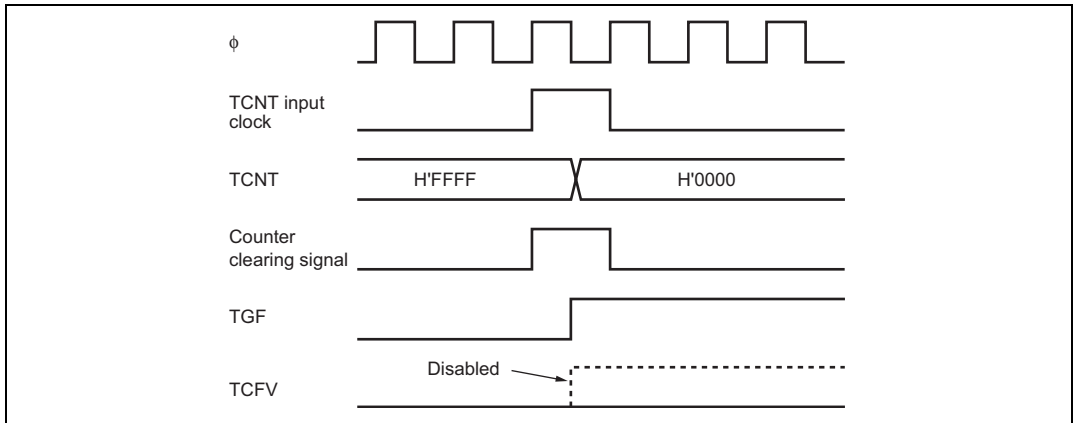 ϕ
TCNT input
clock
TCNT
H'FFFF
H'0000
Counter
clearing signal
TGF
Disabled
TCFV